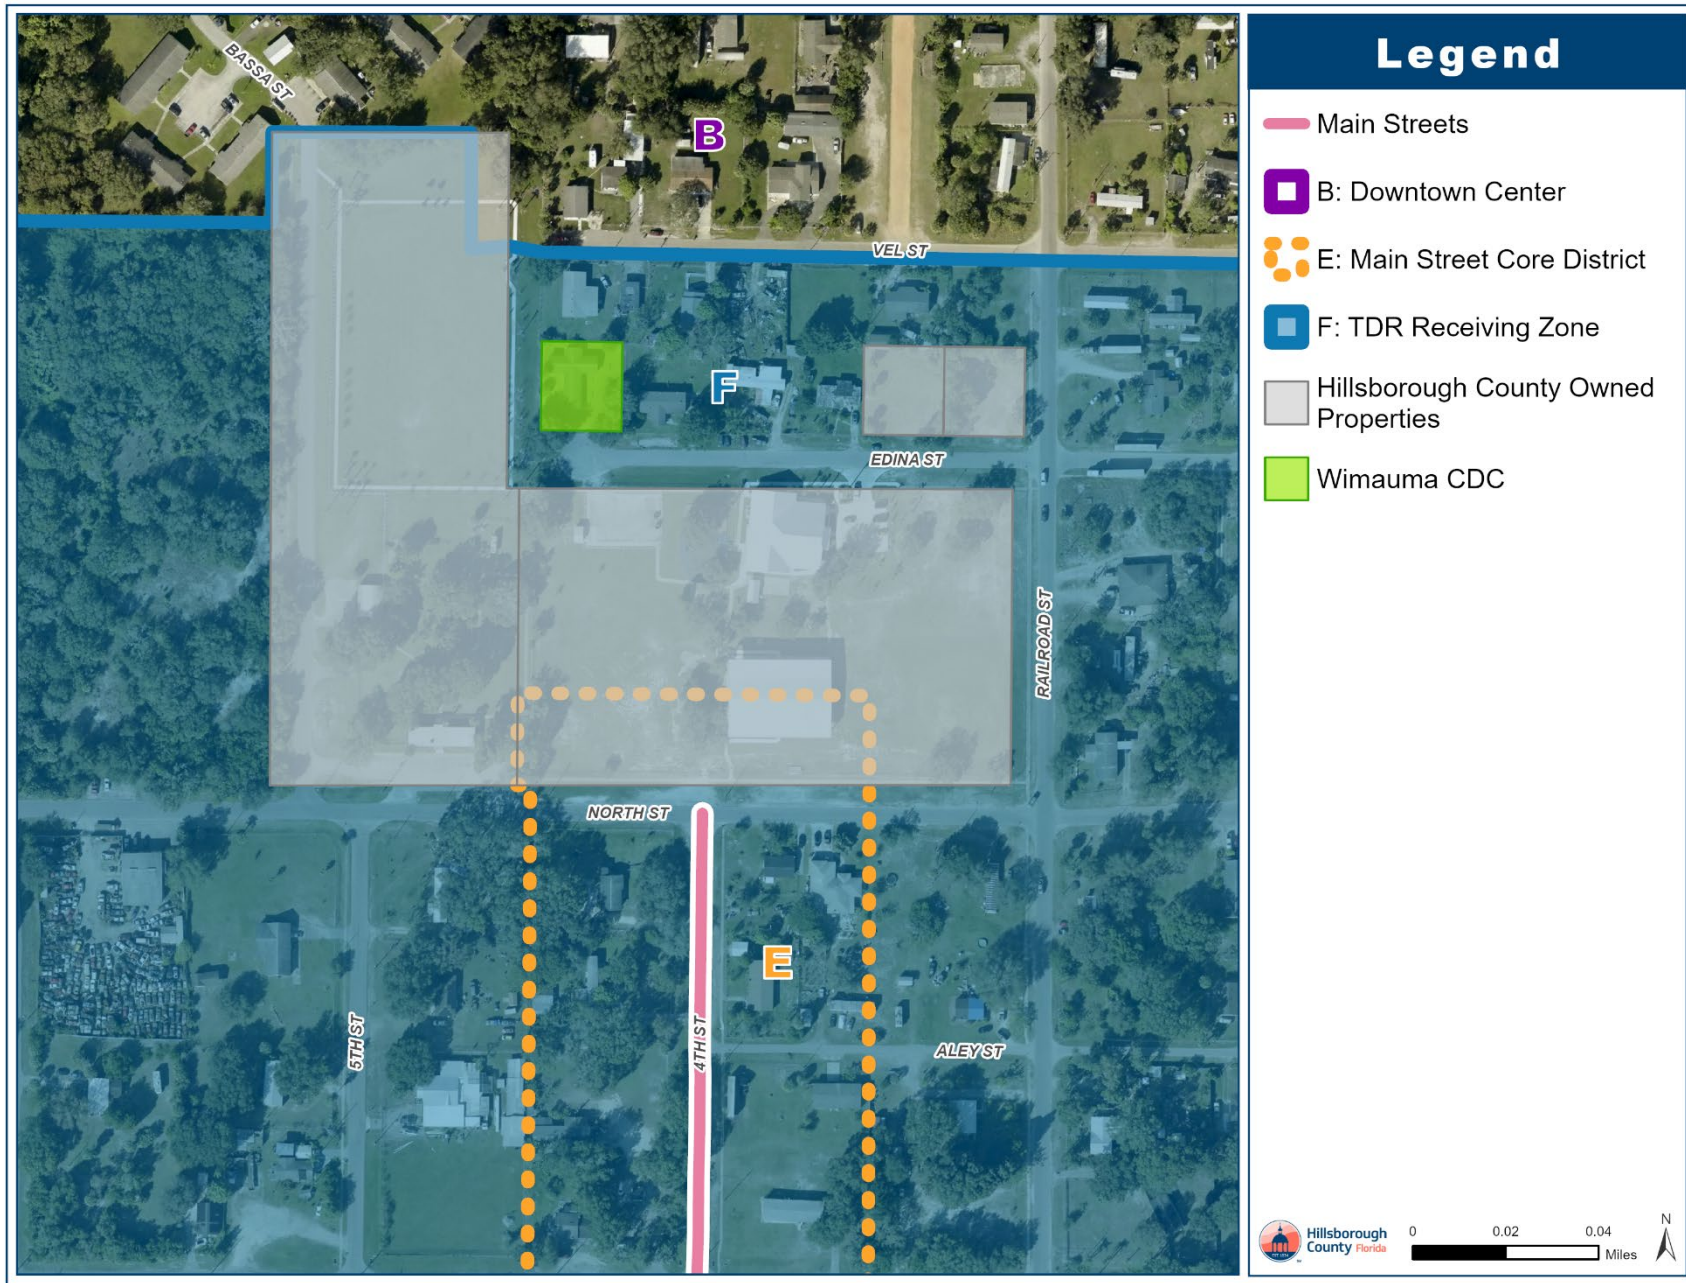 Legend
Main Streets
B: Downtown Center
E: Main Street Core District
F: TDR Receiving Zone
Hillsborough County Owned
Properties
Wimauma CDC
BASSA ST
B
VEL ST
F
EDINA ST
RAILROAD ST
NORTH ST
E
5TH ST
4TH ST
ALEY ST
Hillsborough
County Florida
0 0.02 0.04
Miles
N